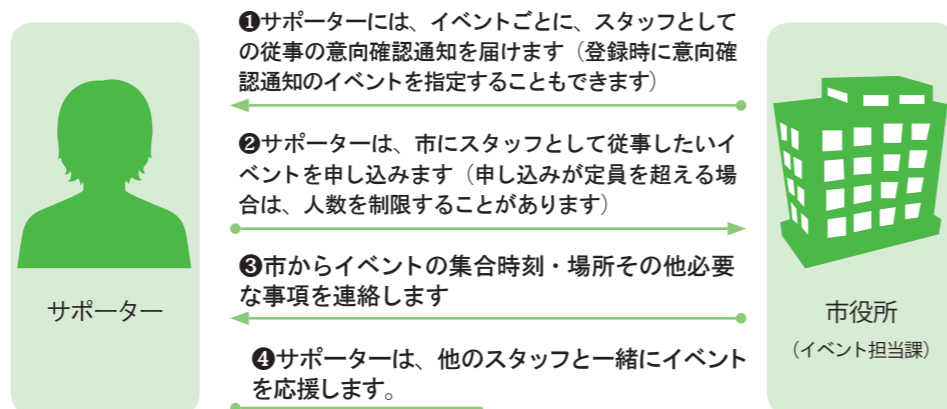 ❶サポーターには、イベントごとに、スタッフとして
の従事の意向確認通知を届けます（登録時に意向確
認通知のイベントを指定することもできます）
❷サポーターは、市にスタッフとして従事したいイ
ベントを申し込みます（申し込みが定員を超える場
合は、人数を制限することがあります）
❸市からイベントの集合時刻・場所その他必要
な事項を連絡します
❹サポーターは、他のスタッフと一緒にイベント
を応援します。
サポーター
市役所
（イベント担当課）